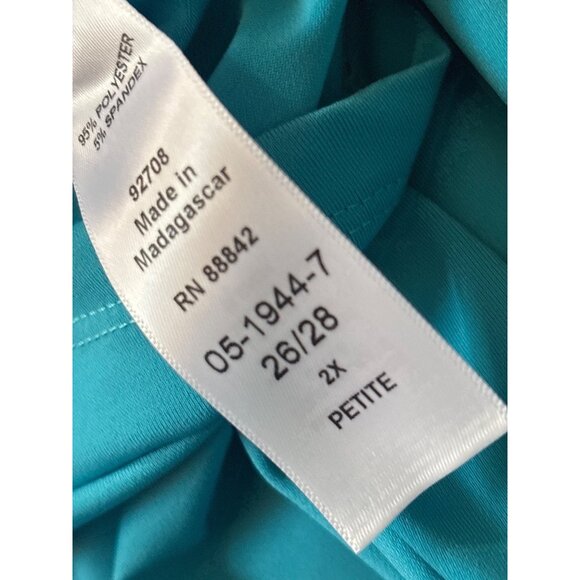 95% POLYESTER
5% SPANDEX
92708
Made in
Madagascar
RN 88842
05-1944-7
26/28
2X
PETITE